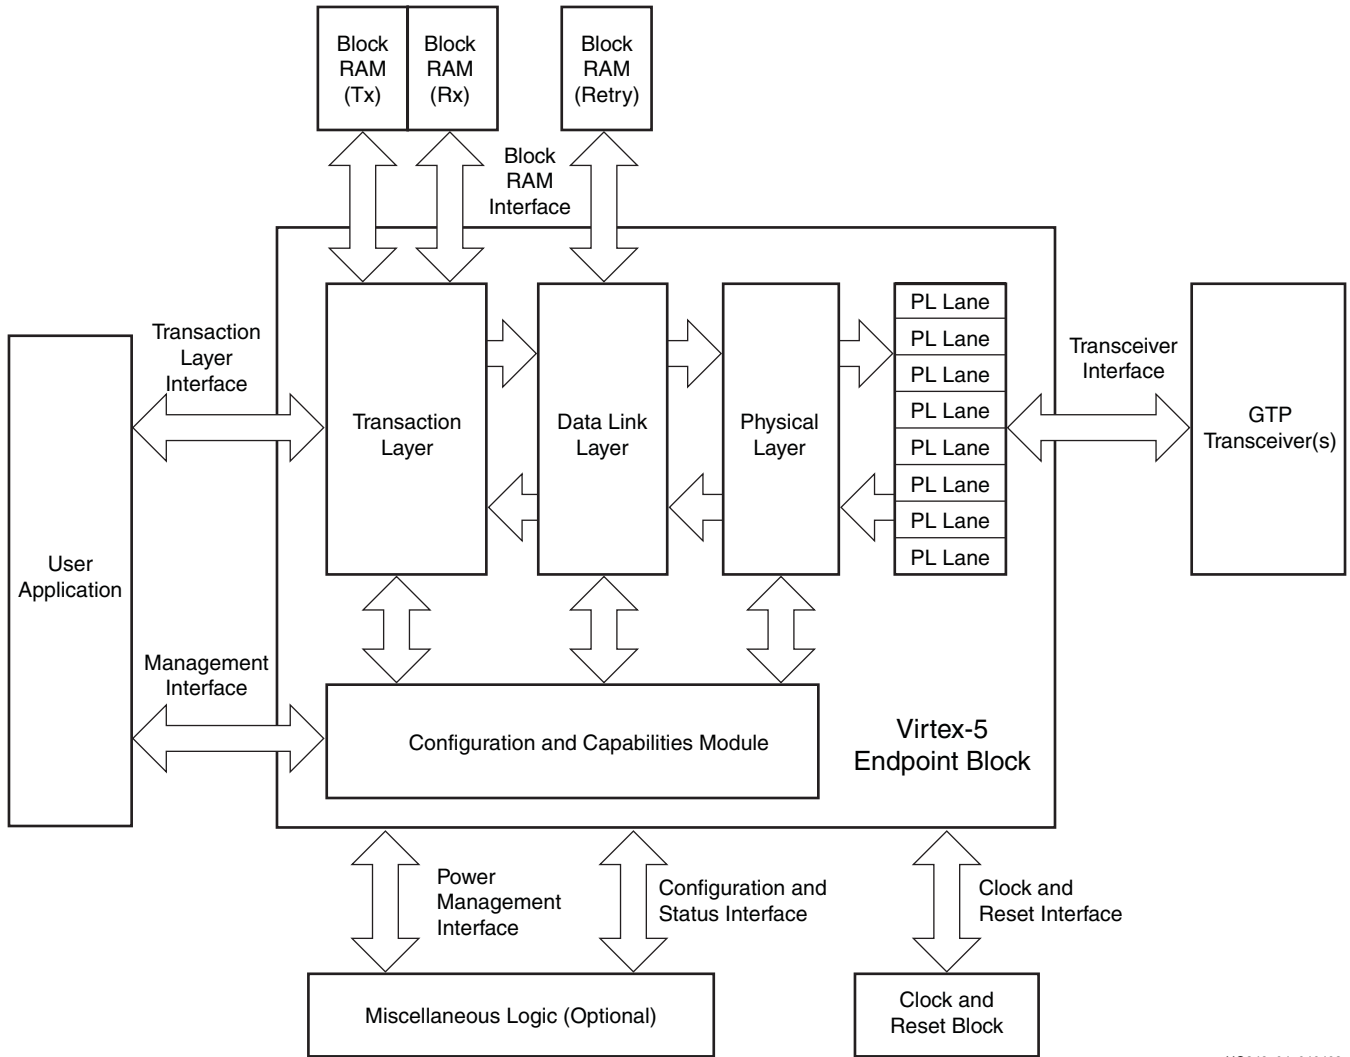 Block
RAM
(Tx)
Block
RAM
(Rx)
Block
RAM
(Retry)
Block
RAM
Interface
Transaction
Layer
Interface
Transaction
Layer
Data Link
Layer
Physical
Layer
PL Lane
PL Lane
PL Lane
PL Lane
PL Lane
PL Lane
PL Lane
PL Lane
Transceiver
Interface
GTP
Transceiver(s)
User
Application
Management
Interface
Configuration and Capabilities Module
Virtex-5
Endpoint Block
Power
Management
Interface
Configuration and
Status Interface
Clock and
Reset Interface
Miscellaneous Logic (Optional)
Clock and
Reset Block